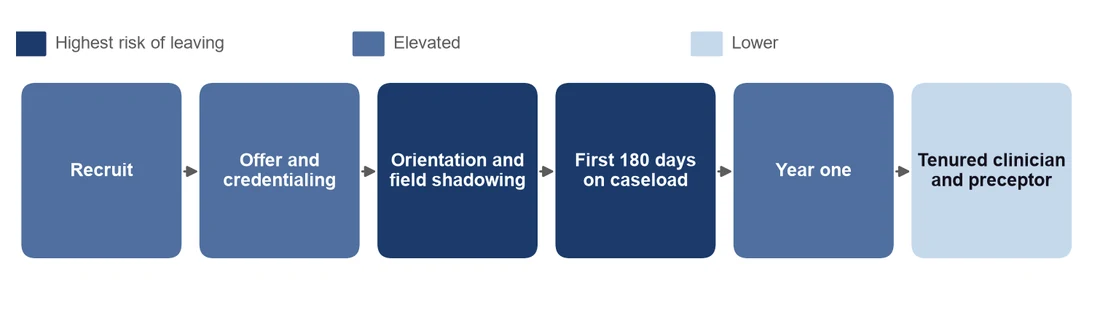 Highest risk of leaving
Elevated
Lower
Recruit
Offer and
credentialing
Orientation and
field shadowing
First 180 days
on caseload
Year one
Tenured clinician
and preceptor